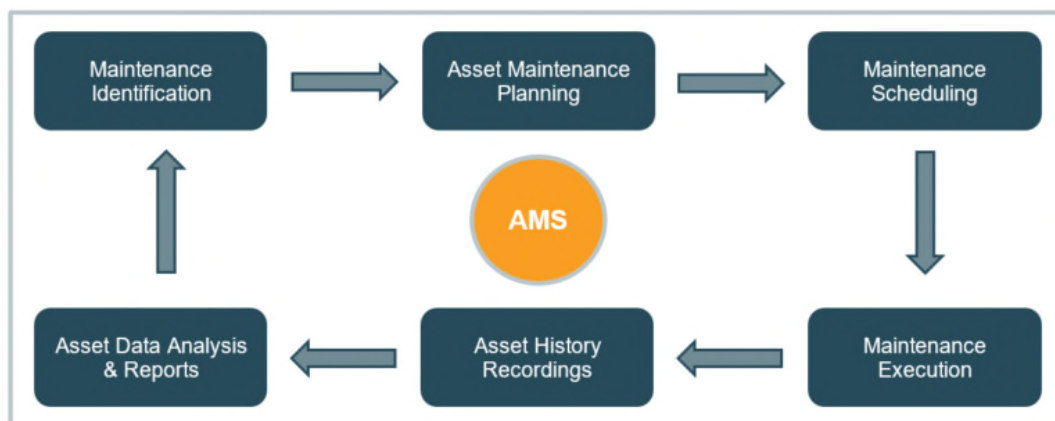 Maintenance
Identification
Asset Maintenance
Planning
Maintenance
Scheduling
AMS
Asset Data Analysis
& Reports
Asset History
Recordings
Maintenance
Execution